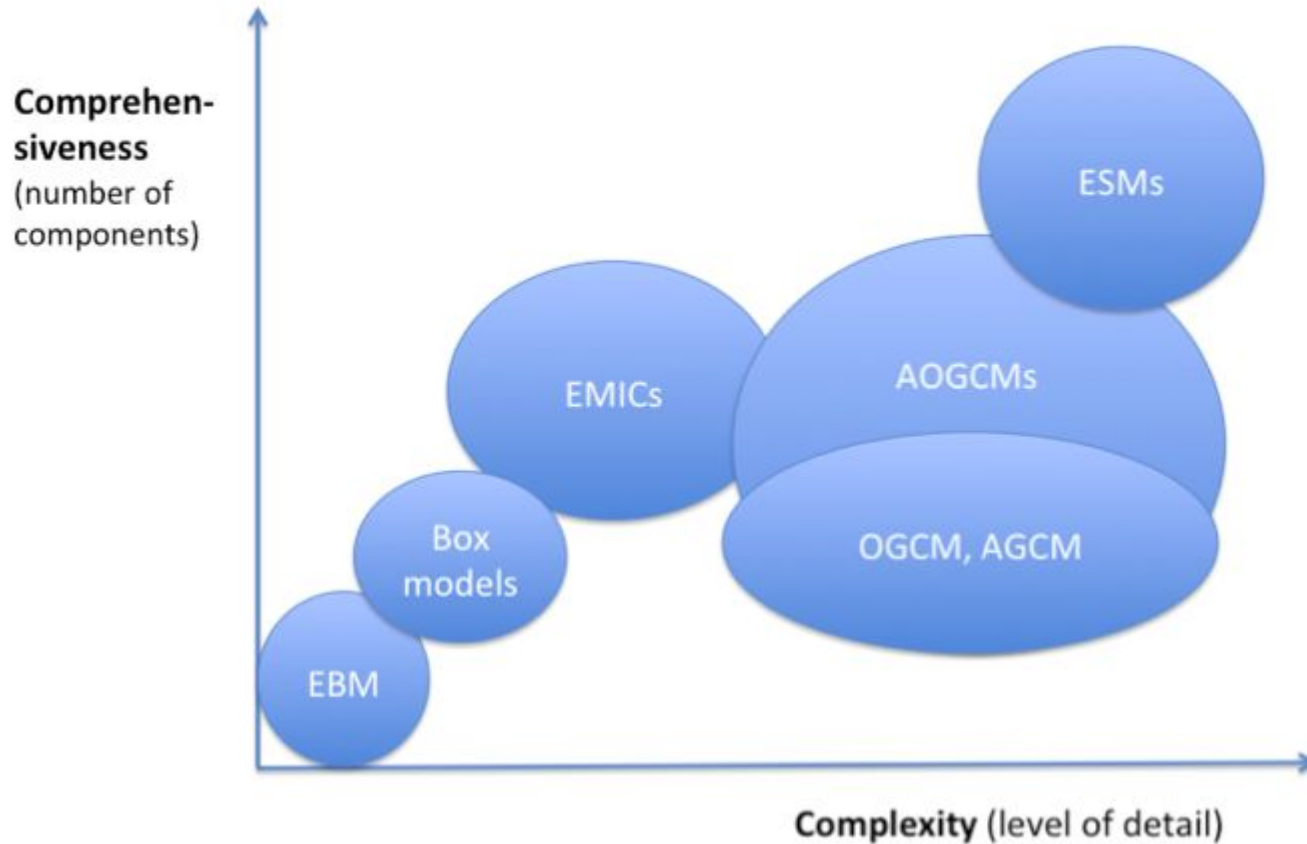 Comprehen-
siveness
(number of
components)
ESMs
AOGCMs
EMICs
OGCM, AGCM
Box
models
EBM
Complexity (level of detail)